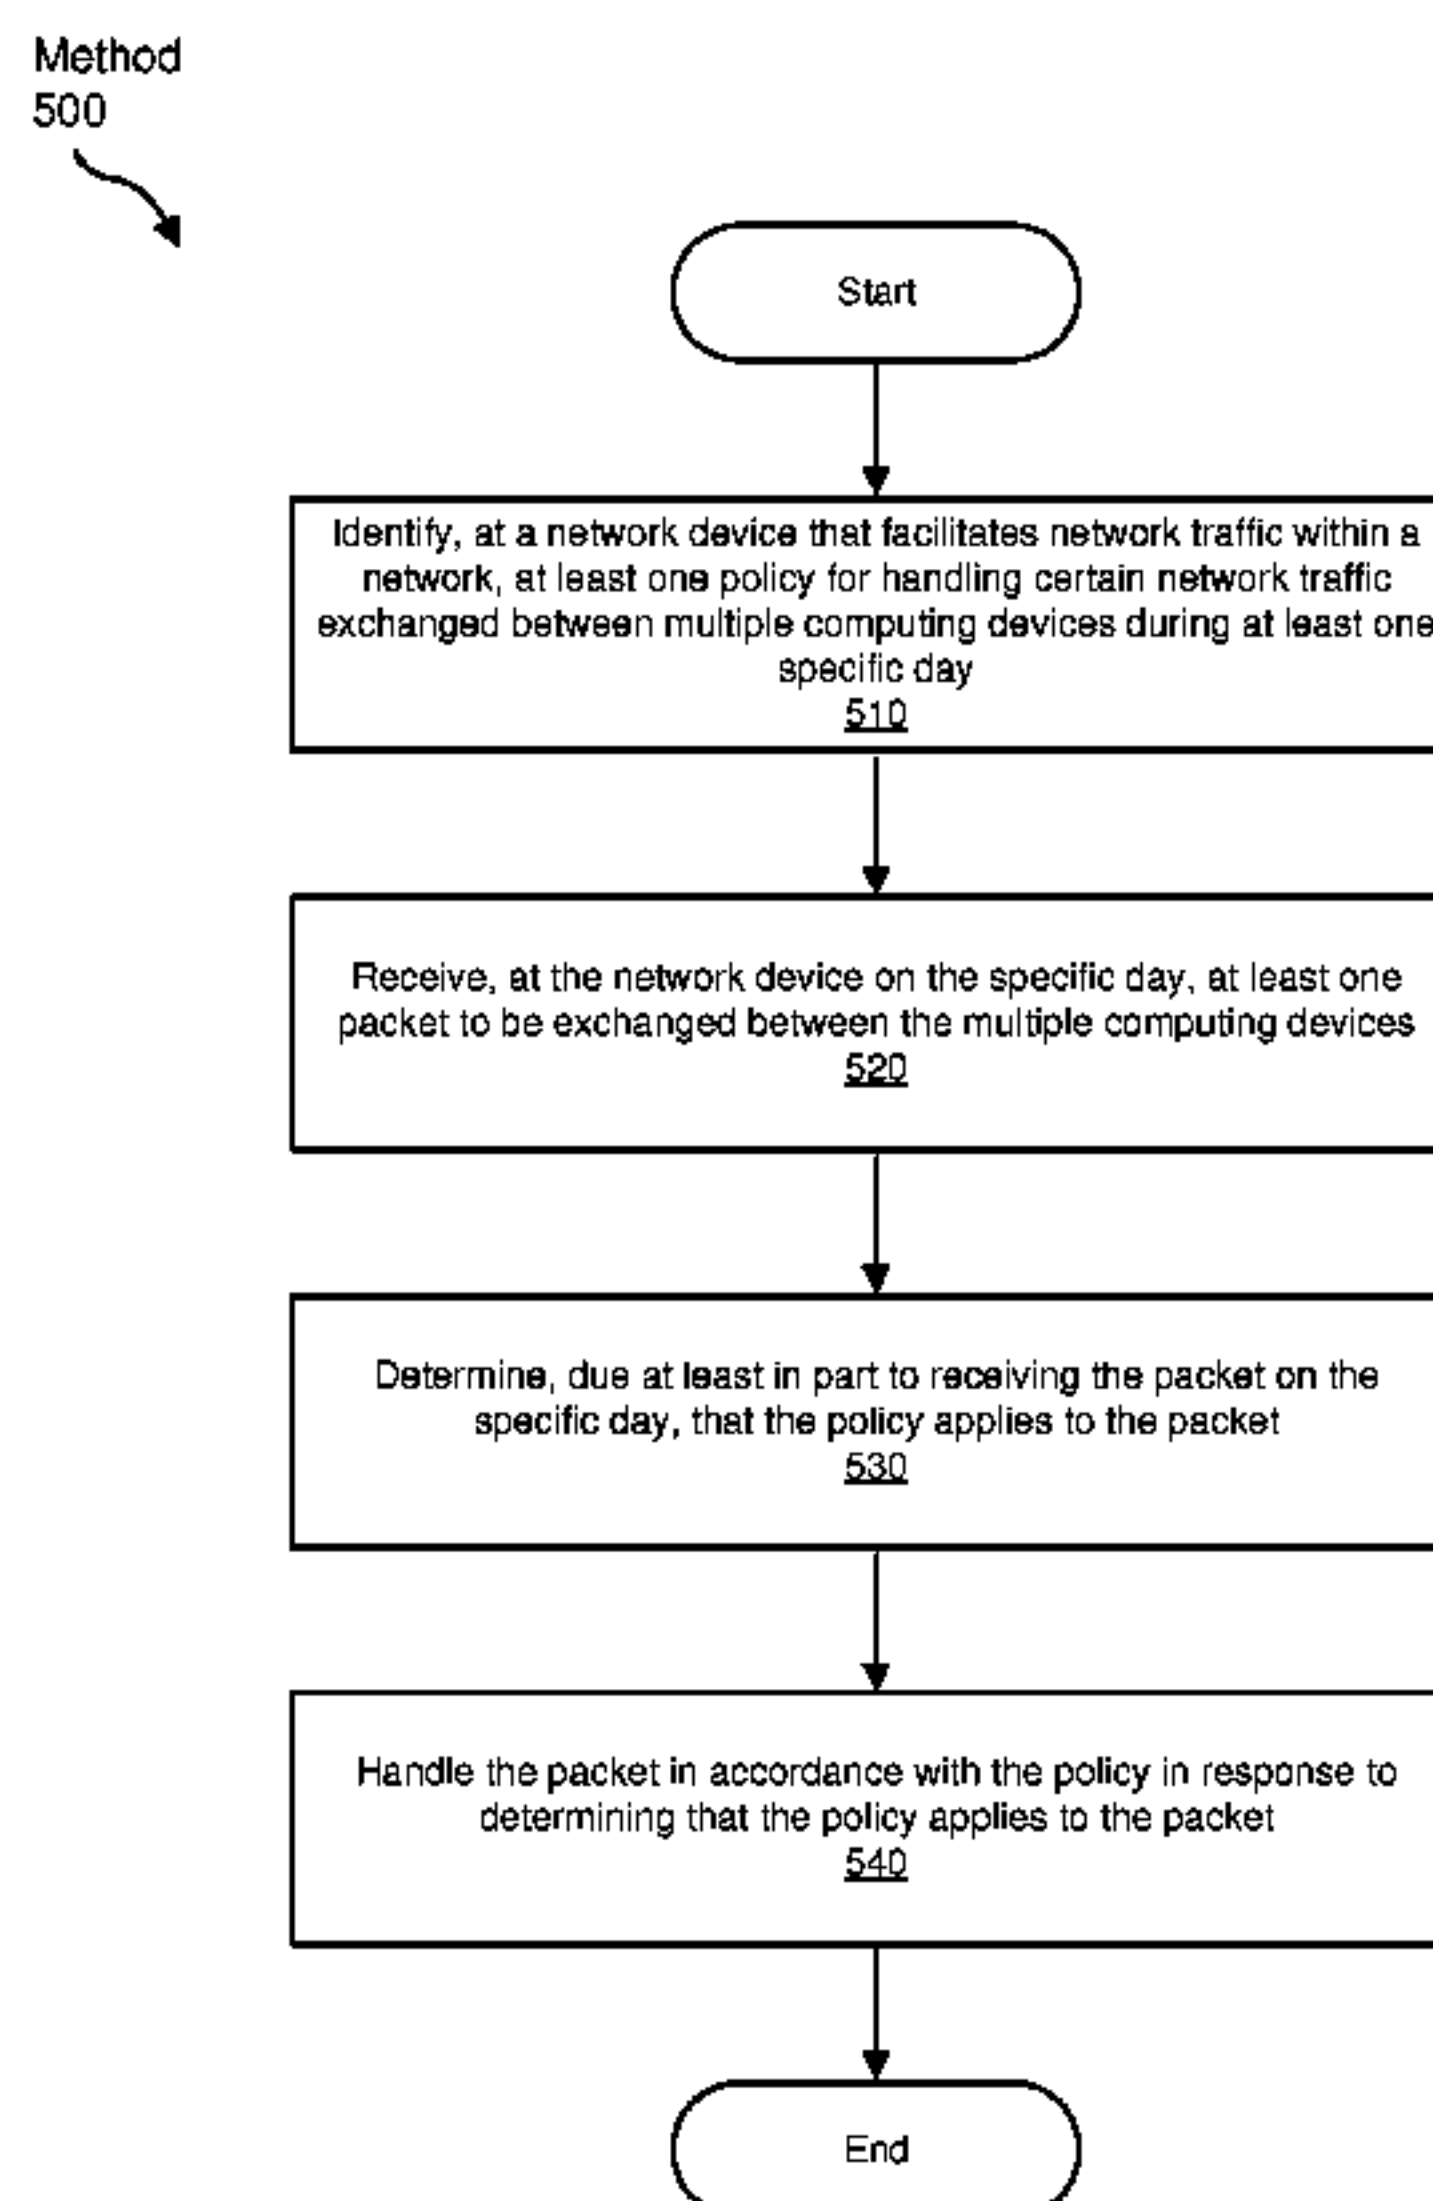 Method
500
Start
Identify, at a network device that facilitates network traffic within a
network, at least one policy for handling certain network traffic
exchanged between multiple computing devices during at least one
specific day
510
Receive, at the network device on the specific day, at least one
packet to be exchanged between the multiple computing devices
520
Determine, due at least in part to receiving the packet on the
specific day, that the policy applies to the packet
530
Handle the packet in accordance with the policy in response to
determining that the policy applies to the packet
540
End